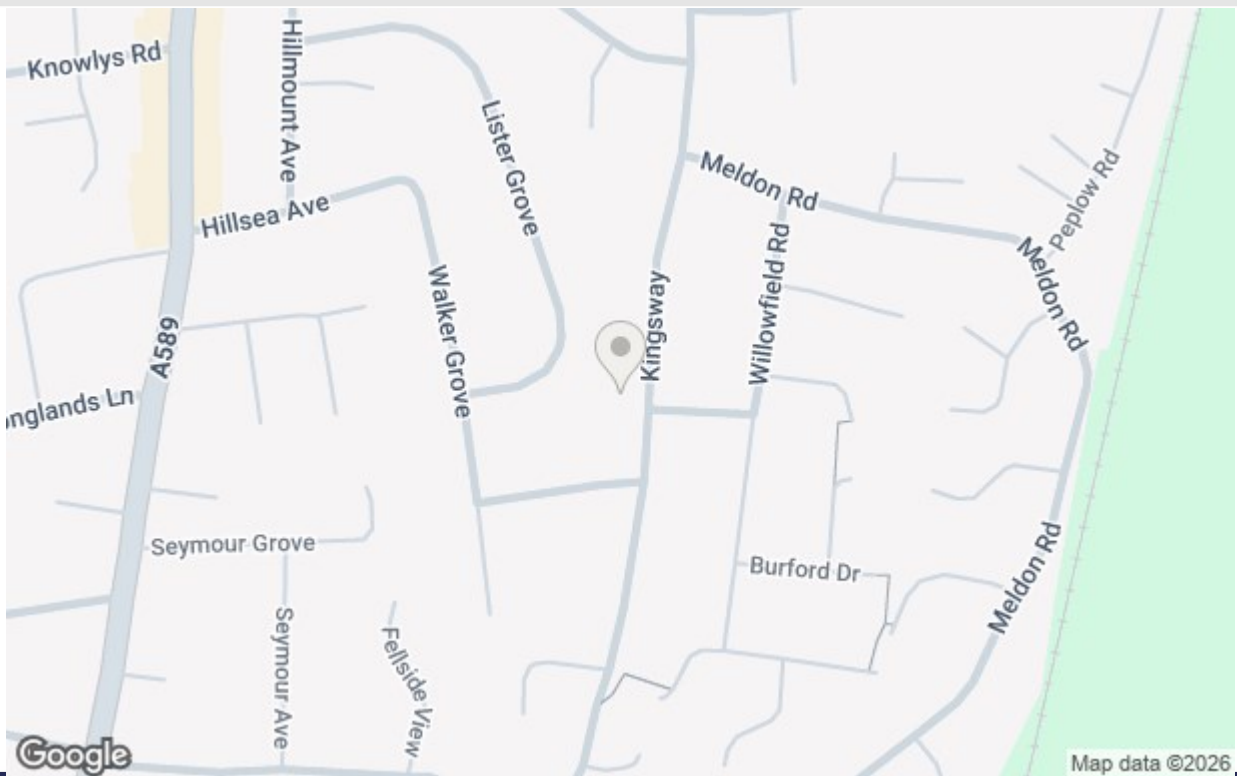 Knowlys Rd
Hillmount Ave
Lister Grove
Meldon Rd
Peplow Rd
Hillsea Ave
Walker Grove
Kingsway
Willowfield Rd
Meldon Rd
A589
onglands Ln
Seymour Grove
Burford Dr
Meldon Rd
Seymour Ave
Fellside View
Google
Map data ©2026